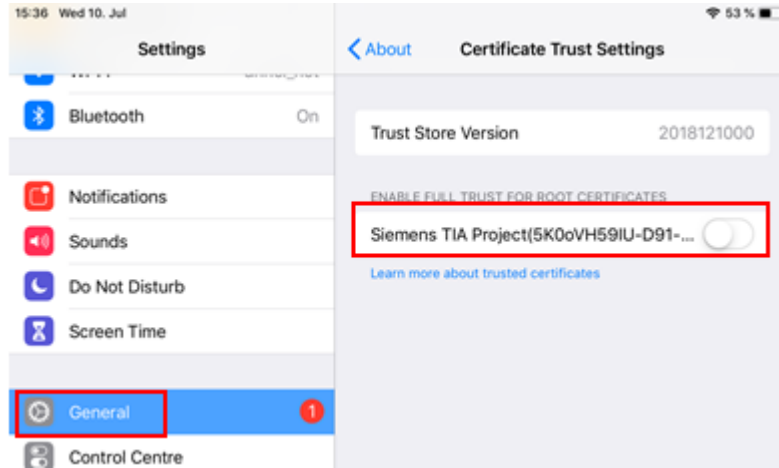 15:36 Wed 10. Jul
53 %
Settings
About
Certificate Trust Settings
Bluetooth
On
Trust Store Version
2018121000
Notifications
ENABLE FULL TRUST FOR ROOT CERTIFICATES
Sounds
Siemens TIA Project(5K0oVH59IU-D91-...
Learn more about trusted certificates
Do Not Disturb
Screen Time
General
1
Control Centre